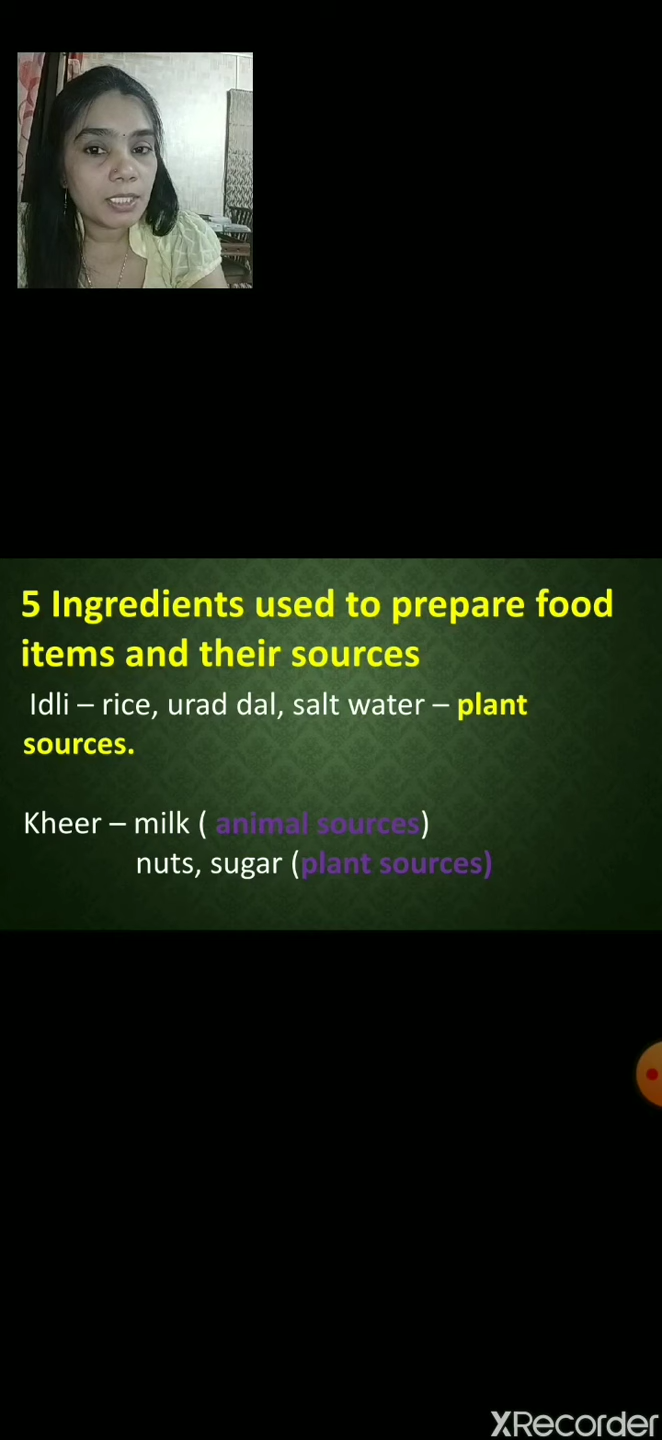 5 Ingredients used to prepare food
items and their sources
Idli – rice, urad dal, salt water – plant
sources.
Kheer – milk ( animal sources)
nuts, sugar (plant sources)
XRecorder